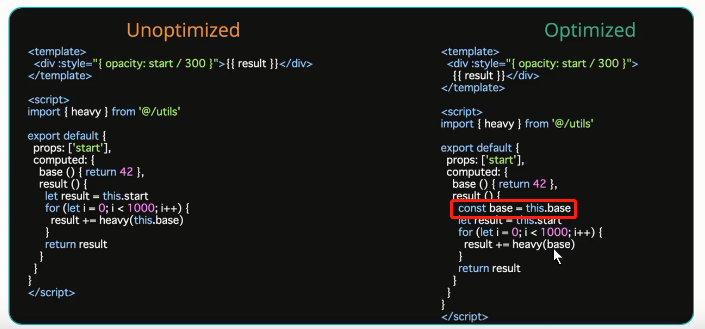 Unoptimized
<template>
<div :style="{ opacity: start / 300 }">{{ result }}</div>
</template>
<script>
import { heavy } from '@/utils'
export default {
props: ['start'],
computed: {
base () { return 42 },
result () {
let result = this.start
for (let i = 0; i < 1000; i++) {
result += heavy(this.base)
}
return result
}
}
}
</script>
Optimized
<template>
<div :style="{ opacity: start / 300 }">
{{ result }}</div>
</template>
<script>
import { heavy } from '@/utils'
export default {
props: ['start'],
computed: {
base () { return 42 },
result () {
const base = this.base
let result = this.start
for (let i = 0; i < 1000; i++) {
result += heavy(base)
}
return result
}
}
}
</script>